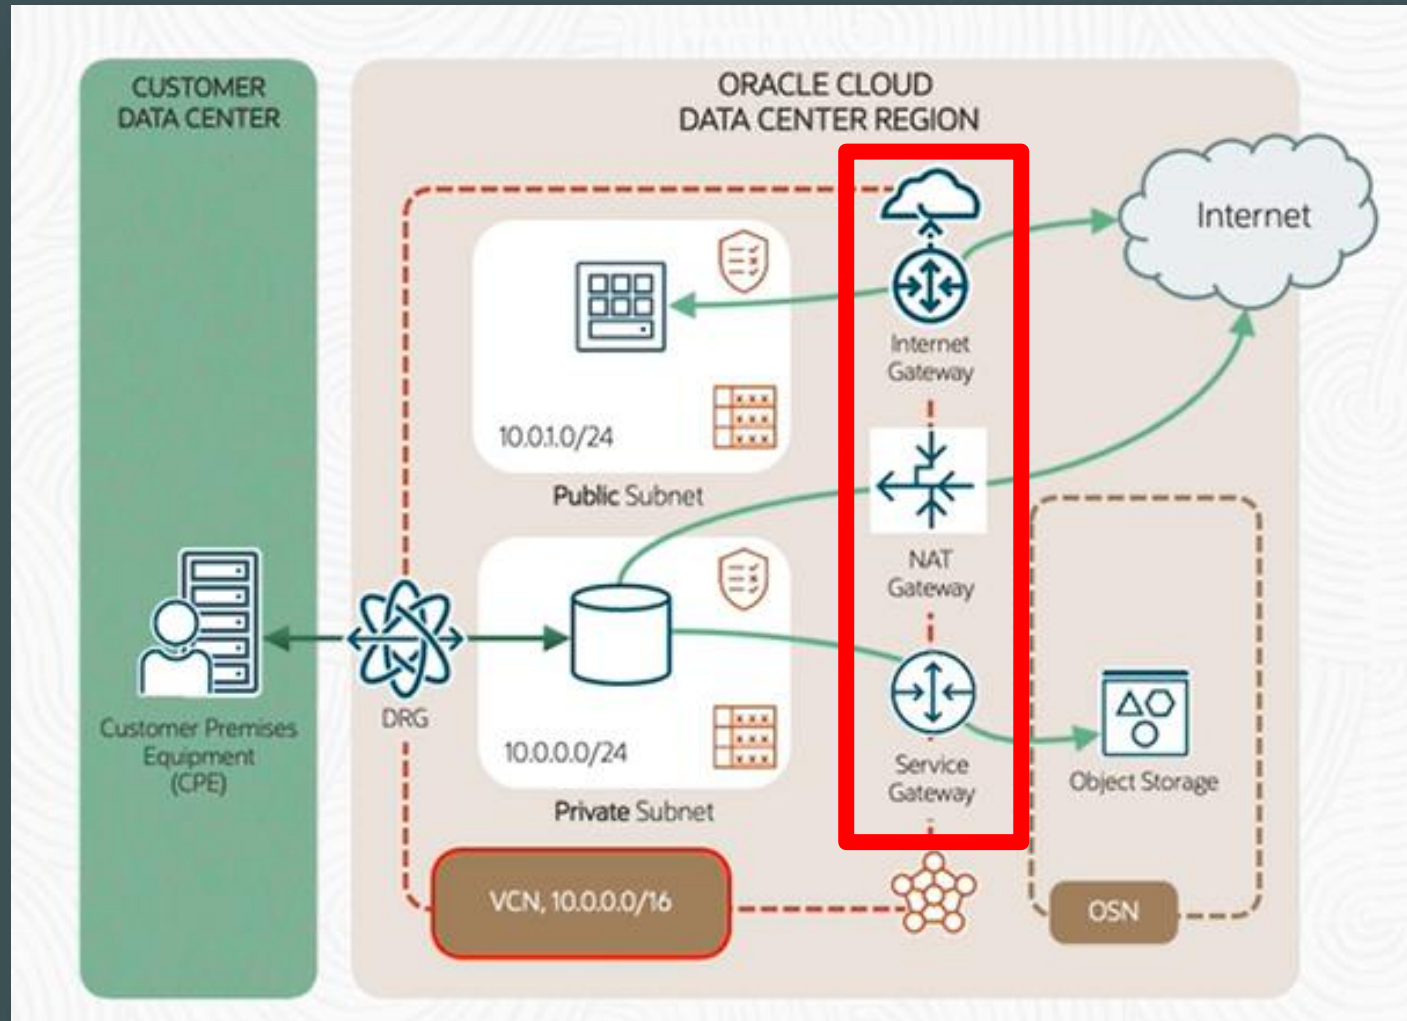 CUSTOMER
DATA CENTER
ORACLE CLOUD
DATA CENTER REGION
Internet
Internet
Gateway
10.0.1.0/24
Public Subnet
NAT
Gateway
DRG
Customer Premises
Equipment
(CPE)
10.0.0.0/24
Private Subnet
Service
Gateway
Object Storage
VCN, 10.0.0.0/16
OSN